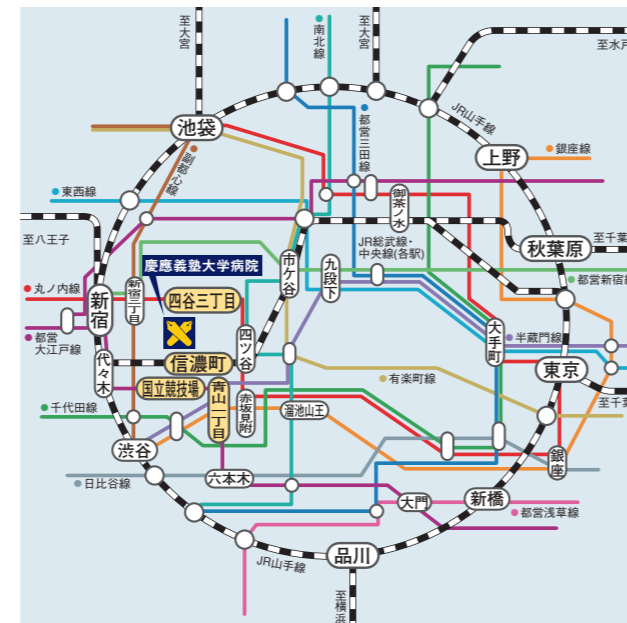 至大宮
南北線
至大宮
至水戸
JR山手線
池袋
都営三田線
上野
銀座線
副都心線
東西線
御茶ノ水
至八王子
JR総武線・
中央線(各駅)
秋葉原
至千葉
慶應義塾大学病院
市ケ谷
九段下
都営新宿線
丸ノ内線
新宿
新宿三丁目
四谷三丁目
大手町
半蔵門線
都営
大江戸線
代々木
信濃町
四ツ谷
東京
国立競技場
青山一丁目
有楽町線
至千葉
千代田線
赤坂見附
溜池山王
渋谷
銀座
日比谷線
六本木
大門
新橋
都営浅草線
品川
JR山手線
至横浜